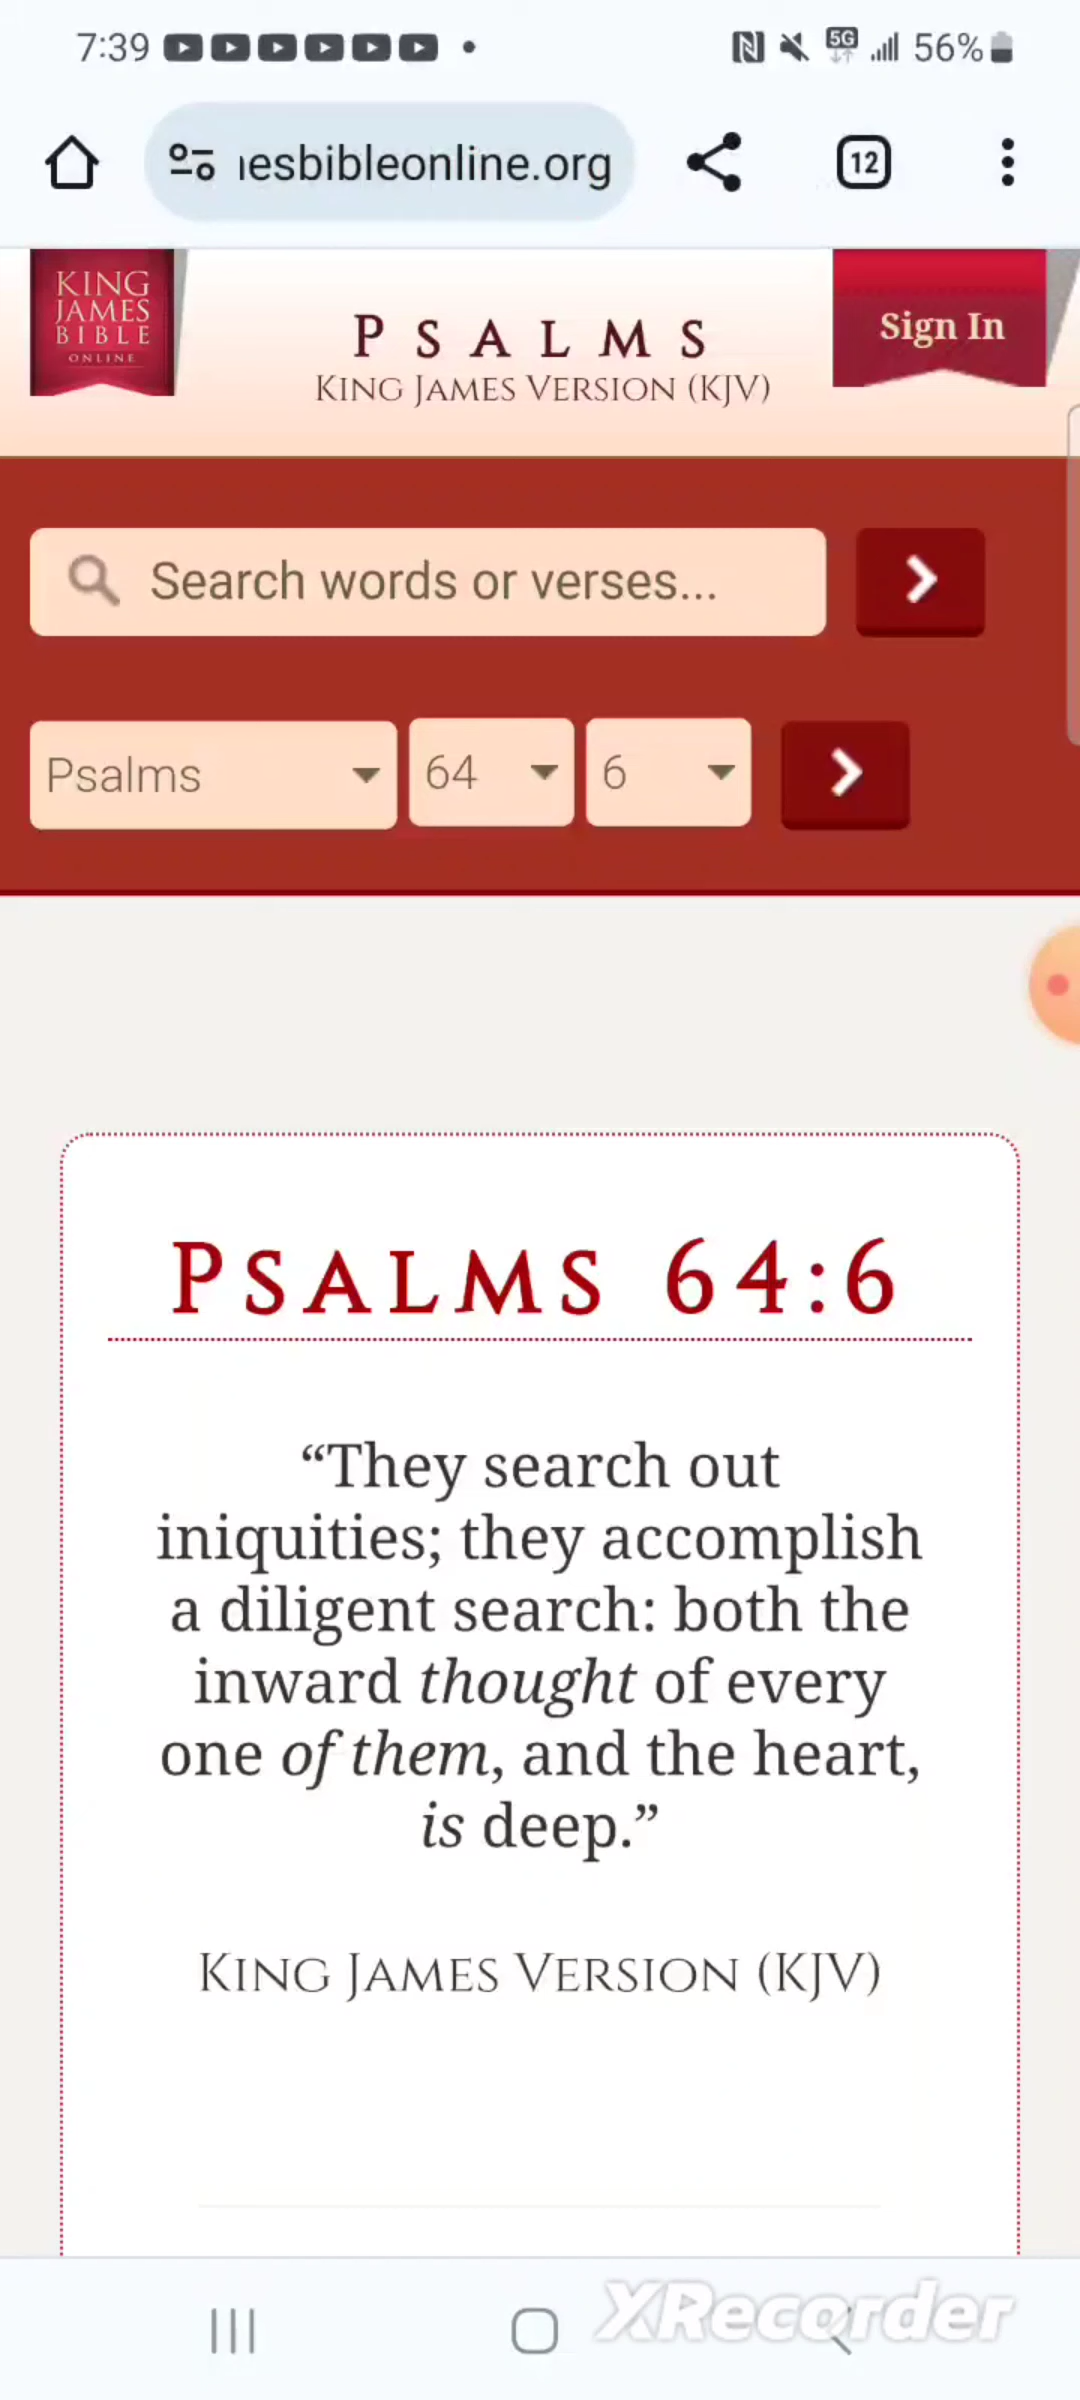 7:39
5G
56%
nesbibleonline.org
12
KING
JAMES
BIBLE
ONLINE
PSALMS
KING JAMES VERSION (KJV)
Sign In
Search words or verses...
Psalms
64
6
PSALMS 64:6
“They search out
iniquities; they accomplish
a diligent search: both the
inward thought of every
one of them, and the heart,
is deep.”
KING JAMES VERSION (KJV)
XRecorder